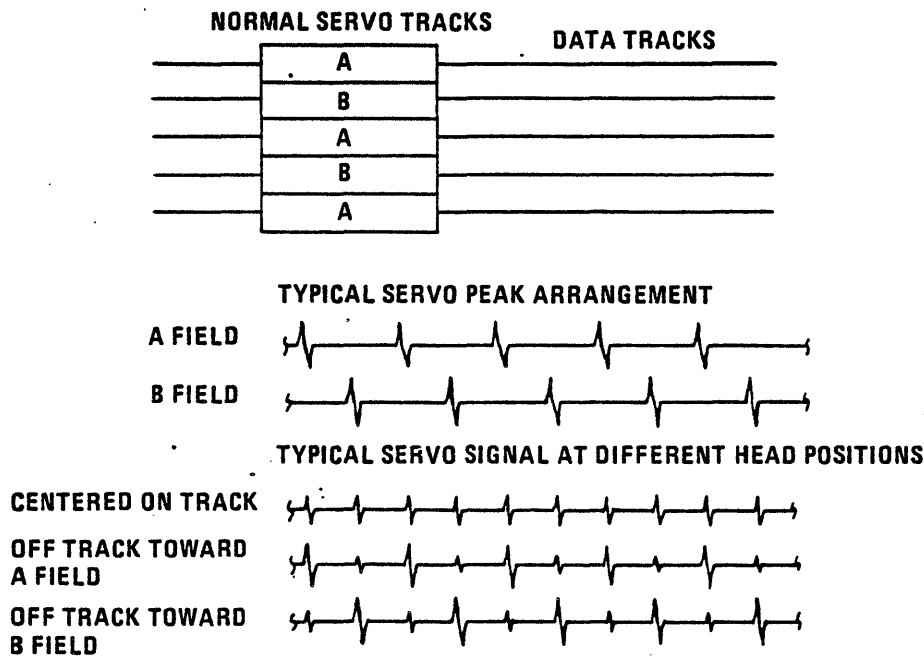 NORMAL SERVO TRACKS
DATA TRACKS
A
B
A
B
A
TYPICAL SERVO PEAK ARRANGEMENT
A FIELD
B FIELD
TYPICAL SERVO SIGNAL AT DIFFERENT HEAD POSITIONS
CENTERED ON TRACK
OFF TRACK TOWARD
A FIELD
OFF TRACK TOWARD
B FIELD